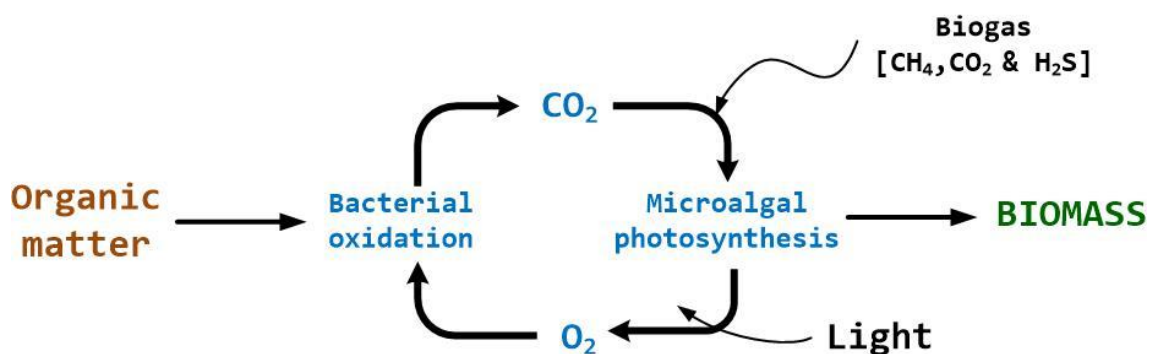 Biogas
[CH₄,CO₂ & H₂S]
CO₂
Organic
matter
Bacterial
oxidation
Microalgal
photosynthesis
BIOMASS
O₂
Light